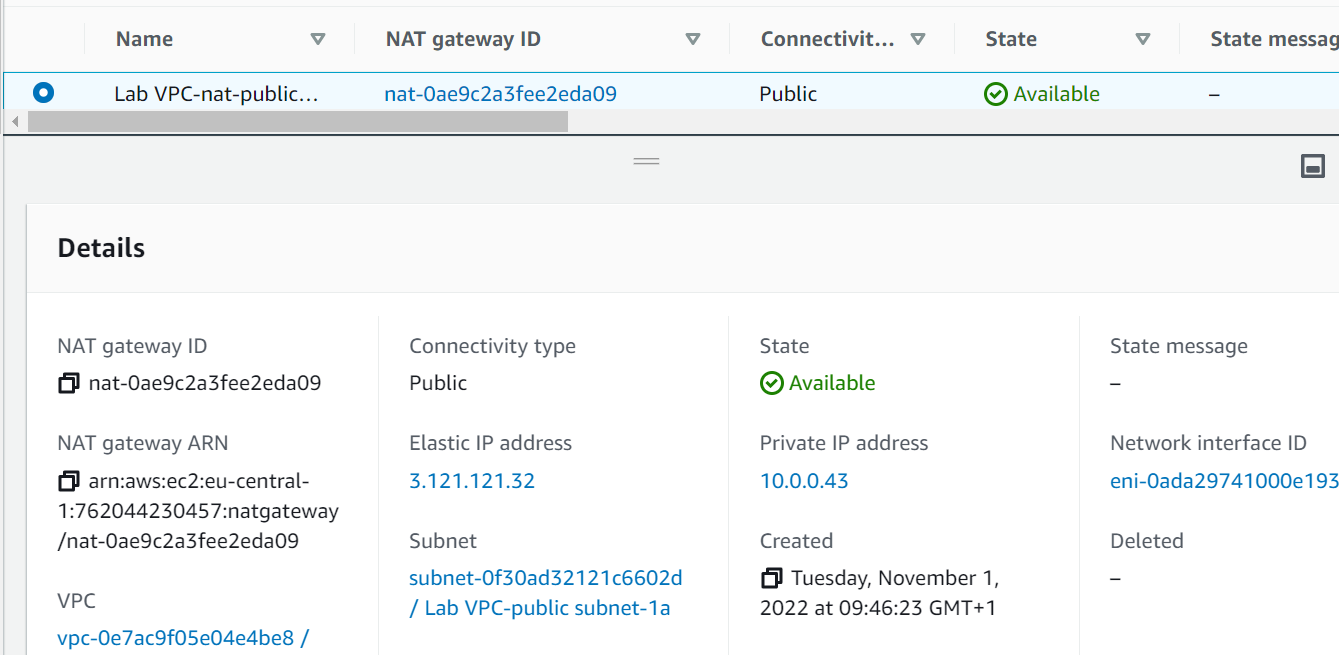 Name NAT gateway ID Connectivit... State State messag
Lab VPC-nat-public... nat-0ae9c2a3fee2eda09 Public Available –
Details
NAT gateway ID
nat-0ae9c2a3fee2eda09
NAT gateway ARN
arn:aws:ec2:eu-central-
1:762044230457:natgateway
/nat-0ae9c2a3fee2eda09
VPC
vpc-0e7ac9f05e04e4be8 /
Connectivity type
Public
Elastic IP address
3.121.121.32
Subnet
subnet-0f30ad32121c6602d
/ Lab VPC-public subnet-1a
State
Available
Private IP address
10.0.0.43
Created
Tuesday, November 1,
2022 at 09:46:23 GMT+1
State message
–
Network interface ID
eni-0ada29741000e193
Deleted
–